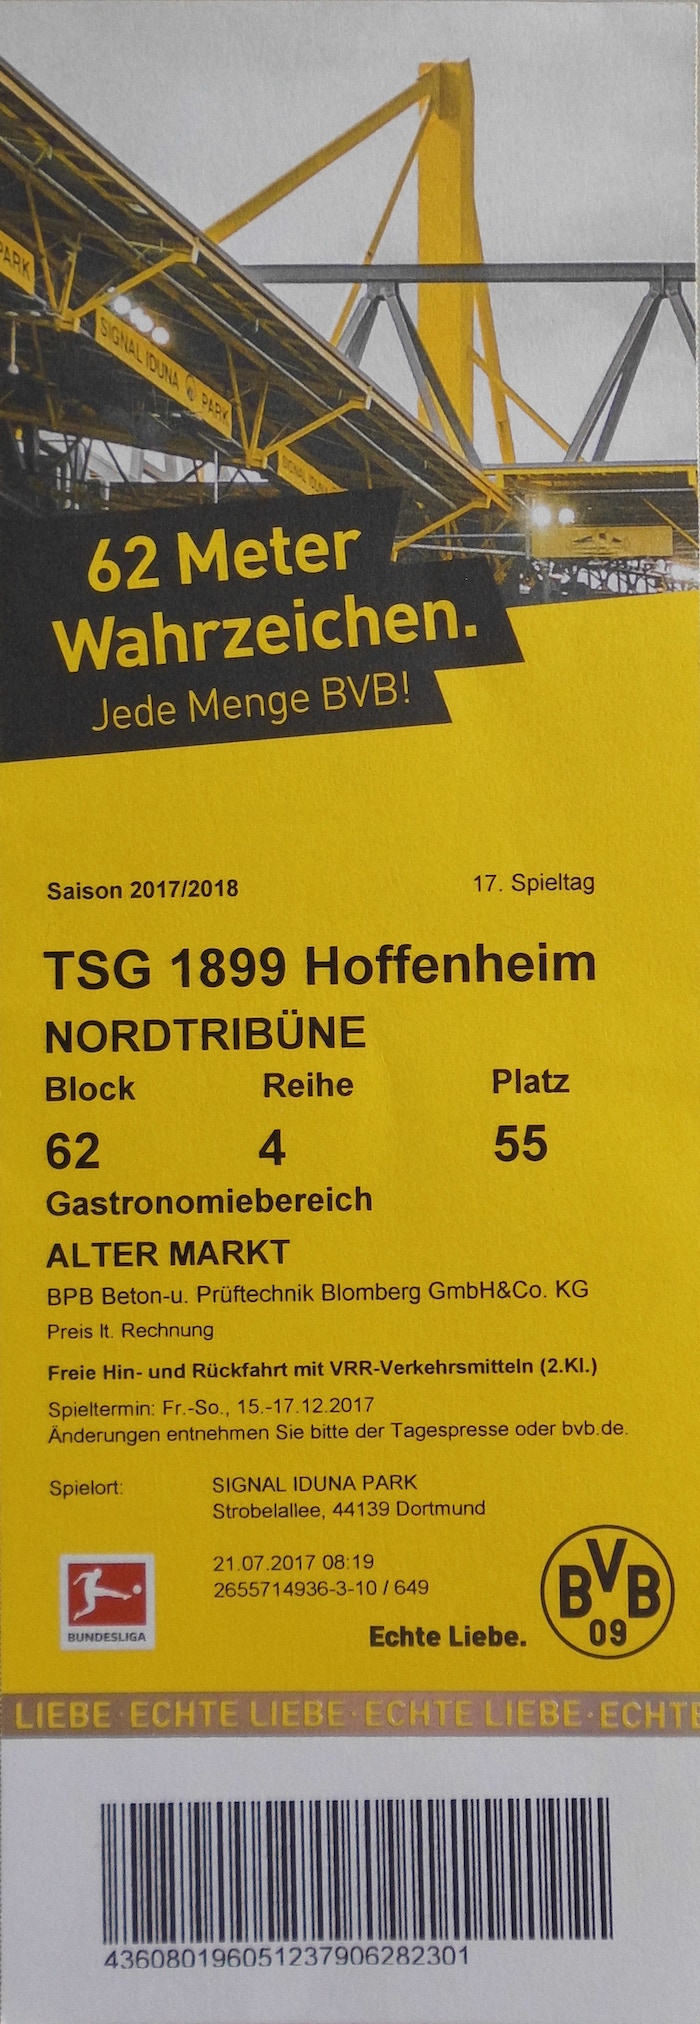 PARK
SIGNAL IDUNA PARK
SIGNAL IDUNA
62 Meter
Wahrzeichen.
Jede Menge BVB!
Saison 2017/2018 17. Spieltag
TSG 1899 Hoffenheim
NORDTRIBÜNE
Block Reihe Platz
62 4 55
Gastronomiebereich
ALTER MARKT
BPB Beton-u. Prüftechnik Blomberg GmbH&Co. KG
Preis lt. Rechnung
Freie Hin- und Rückfahrt mit VRR-Verkehrsmitteln (2.Kl.)
Spieltermin: Fr.-So., 15.-17.12.2017
Änderungen entnehmen Sie bitte der Tagespresse oder bvb.de.
Spielort: SIGNAL IDUNA PARK
Strobelallee, 44139 Dortmund
21.07.2017 08:19
2655714936-3-10 / 649
BUNDESLIGA
Echte Liebe.
BVB
09
LIEBE · ECHTE LIEBE · ECHTE LIEBE · ECHTE
436080196051237906282301